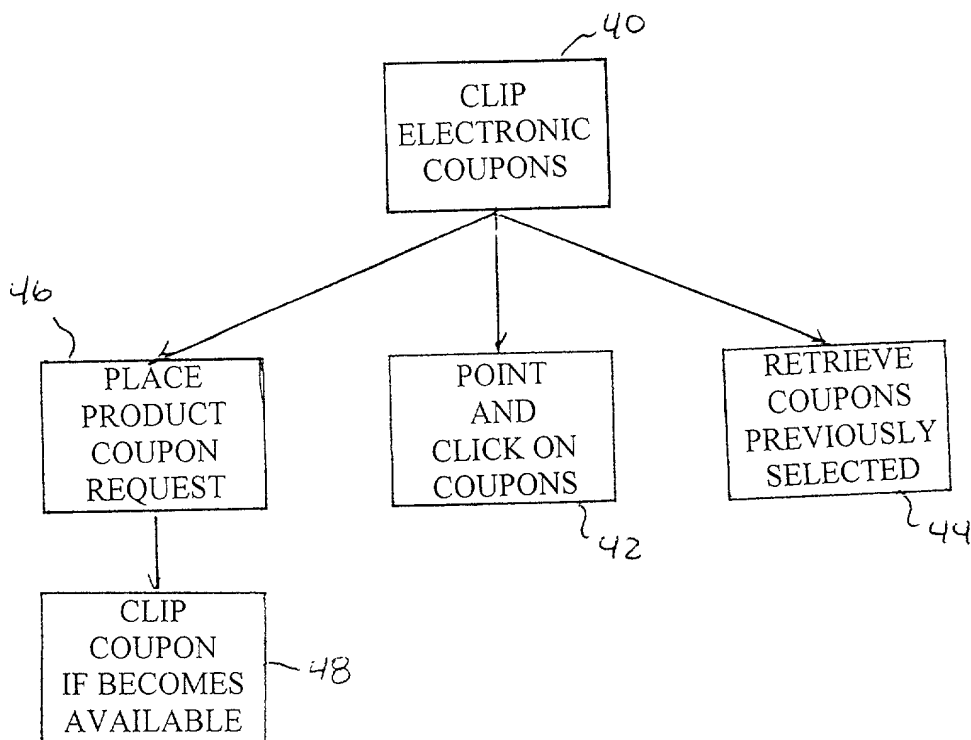 40
CLIP
ELECTRONIC
COUPONS
46
PLACE
PRODUCT
COUPON
REQUEST
POINT
AND
CLICK ON
COUPONS
42
RETRIEVE
COUPONS
PREVIOUSLY
SELECTED
44
CLIP
COUPON
IF BECOMES
AVAILABLE
48